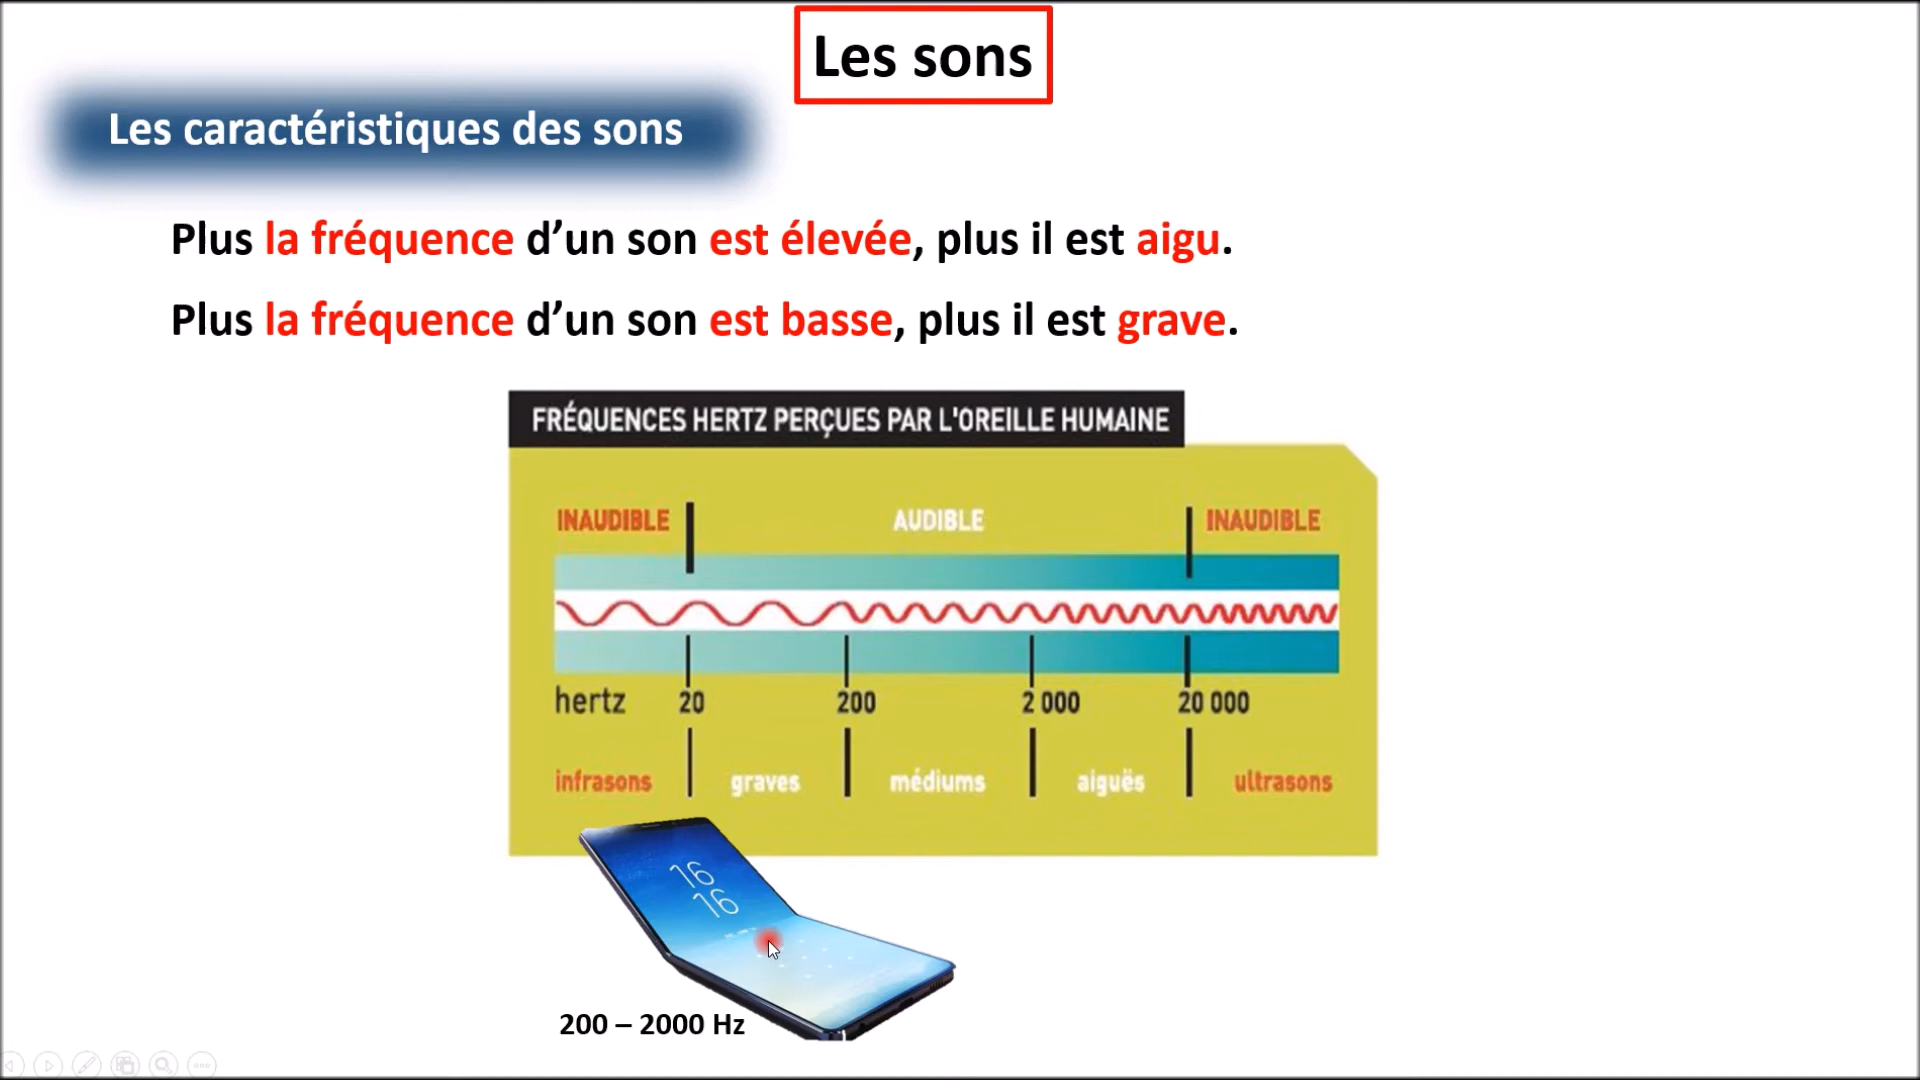 Les sons
Les caractéristiques des sons
Plus la fréquence d’un son est élevée, plus il est aigu.
Plus la fréquence d’un son est basse, plus il est grave.
FRÉQUENCES HERTZ PERÇUES PAR L'OREILLE HUMAINE
INAUDIBLE AUDIBLE INAUDIBLE
hertz 20 200 2 000 20 000
infrasons graves médiums aiguës ultrasons
16
16
200 – 2000 Hz